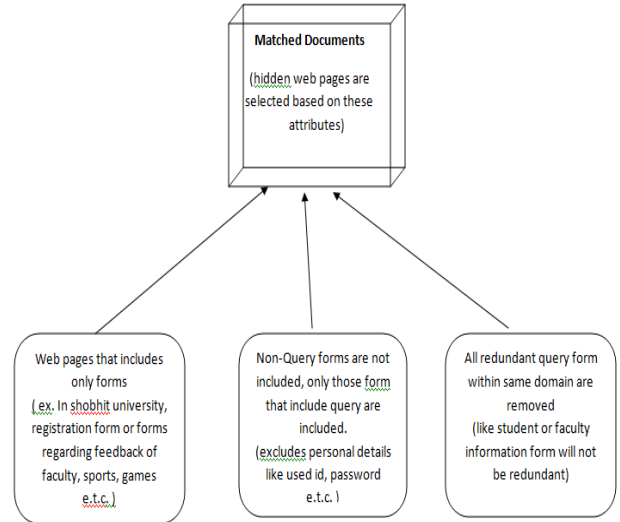 Matched Documents
(hidden web pages are
selected based on these
attributes)
Web pages that includes
only forms
( ex. In shobhit university,
registration form or forms
regarding feedback of
faculty, sports, games
e.t.c. )
Non-Query forms are not
included, only those form
that include query are
included.
(excludes personal details
like used id, password
e.t.c. )
All redundant query form
within same domain are
removed
(like student or faculty
information form will not
be redundant)